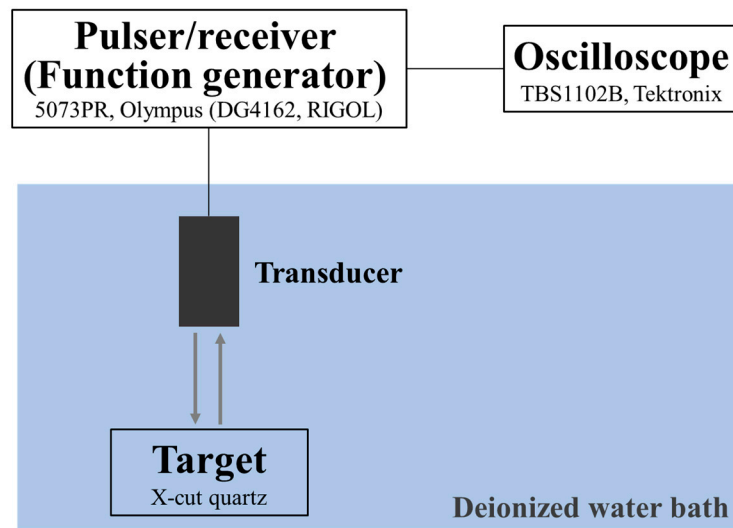 Pulser/receiver
(Function generator)
5073PR, Olympus (DG4162, RIGOL)
Oscilloscope
TBS1102B, Tektronix
Transducer
Target
X-cut quartz
Deionized water bath